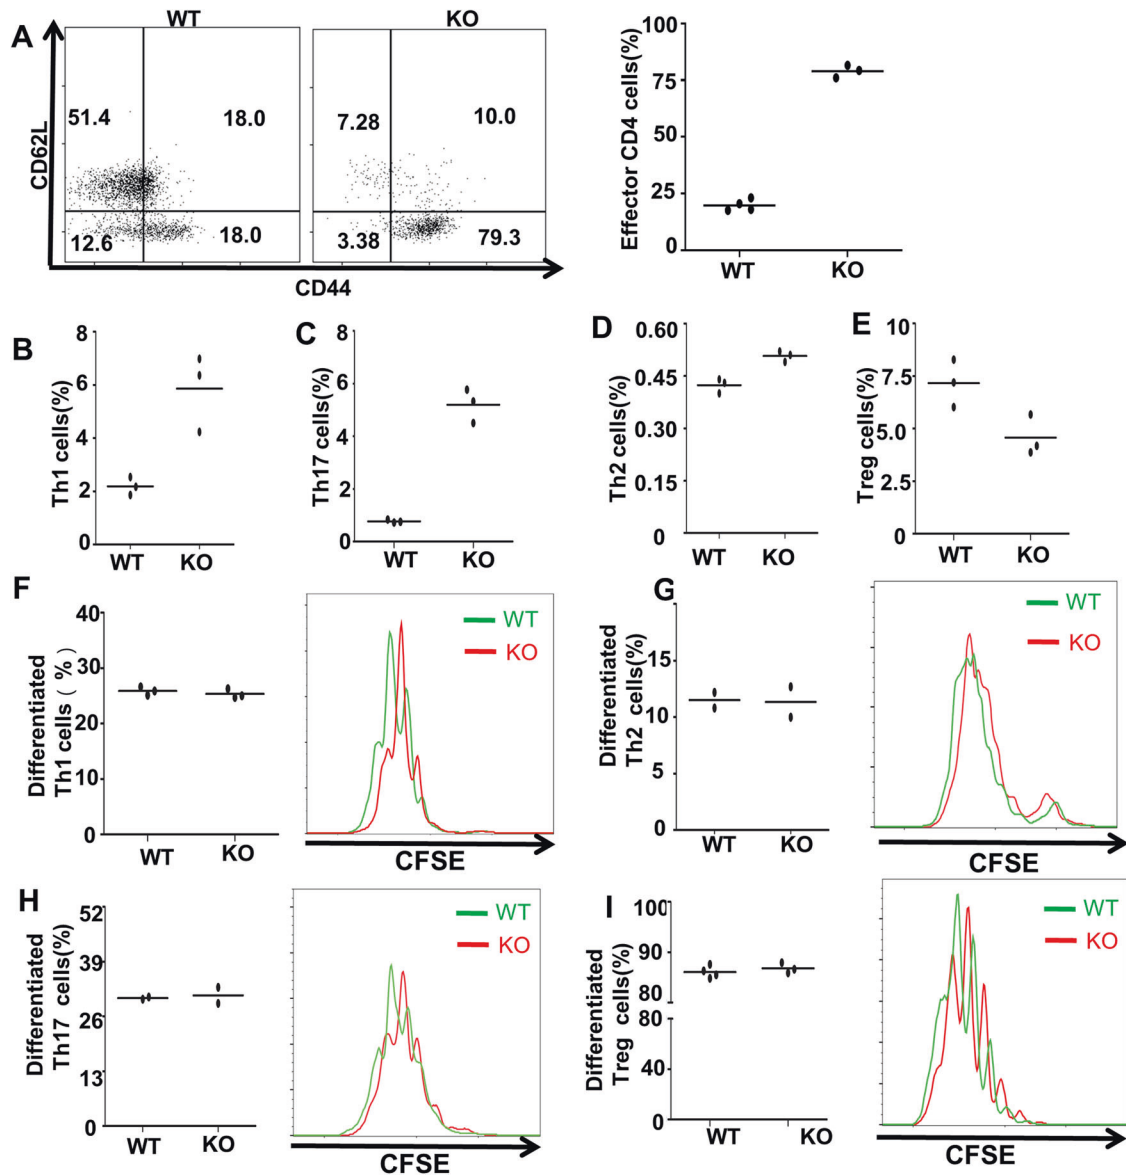 A
WT
KO
CD62L
51.4
18.0
12.6
18.0
7.28
10.0
3.38
79.3
CD44
Effector CD4 cells(%)
100
75
50
25
0
WT
KO
B
Th1 cells(%)
8
6
4
2
0
WT
KO
C
Th17 cells(%)
8
6
4
2
0
WT
KO
D
Th2 cells(%)
0.60
0.45
0.30
0.15
0
WT
KO
E
Treg cells(%)
10
7.5
5.0
2.5
0
WT
KO
F
Differentiated
Th1 cells ( % )
40
30
20
10
0
WT
KO
WT
KO
CFSE
G
Differentiated
Th2 cells(%)
15
10
5
0
WT
KO
WT
KO
CFSE
H
Differentiated
Th17 cells(%)
52
39
26
13
0
WT
KO
WT
KO
CFSE
I
Differentiated
Treg cells(%)
100
90
80
80
40
0
WT
KO
WT
KO
CFSE